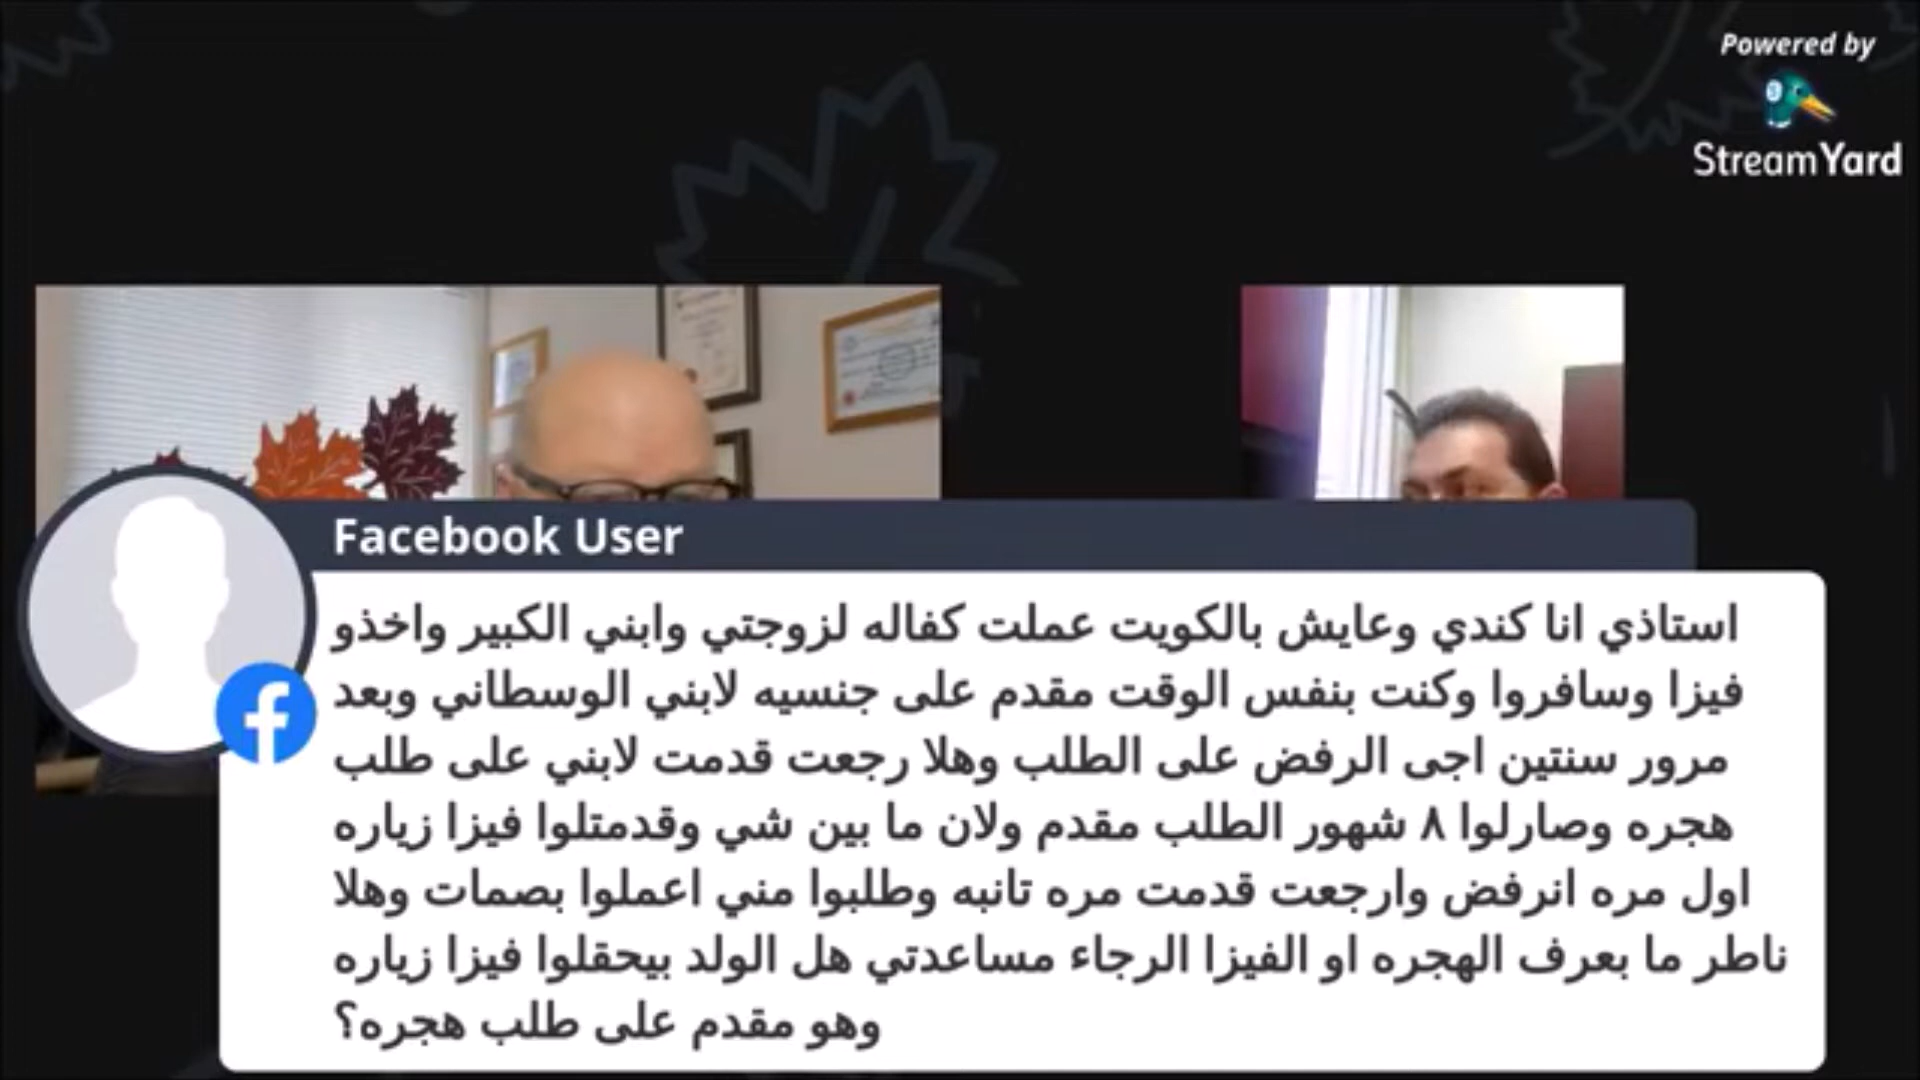 Powered by
StreamYard
Facebook User
استاذي انا كندي وعايش بالكويت عملت كفاله لزوجتي وابني الكبير واخذو
فيزا وسافروا وكنت بنفس الوقت مقدم على جنسيه لابني الوسطاني وبعد
مرور سنتين اجى الرفض على الطلب وهلا رجعت قدمت لابني على طلب
هجره وصارلوا ٨ شهور الطلب مقدم ولان ما بين شي وقدمتلوا فيزا زياره
اول مره انرفض وارجعت قدمت مره تانبه وطلبوا مني اعملوا بصمات وهلا
ناطر ما بعرف الهجره او الفيزا الرجاء مساعدتي هل الولد بيحقلوا فيزا زياره
وهو مقدم على طلب هجره؟